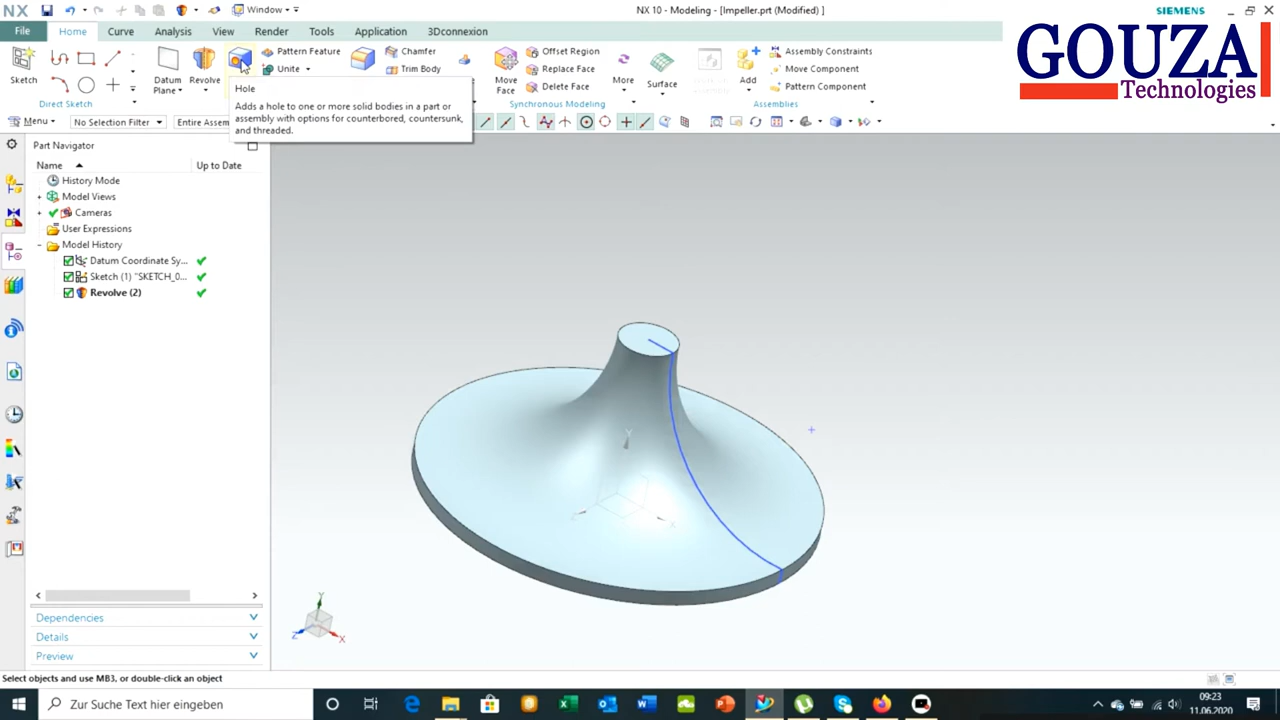 NX
Window
NX 10 - Modeling - [Impeller.prt (Modified) ]
SIEMENS
File
Home
Curve
Analysis
View
Render
Tools
Application
3Dconnexion
GOUZA
Technologies
Sketch
Direct Sketch
Datum
Plane
Revolve
Pattern Feature
Unite
Chamfer
Trim Body
Move
Face
Offset Region
Replace Face
Delete Face
More
Synchronous Modeling
Surface
Add
Assembly Constraints
Move Component
Pattern Component
Assemblies
Hole
Adds a hole to one or more solid bodies in a part or
assembly with options for counterbored, countersunk,
and threaded.
Menu
No Selection Filter
Entire Assem
Part Navigator
Name
Up to Date
History Mode
Model Views
Cameras
User Expressions
Model History
Datum Coordinate Sy...
Sketch (1) "SKETCH_0...
Revolve (2)
Dependencies
Details
Preview
Y
X
Z
Y
Z
X
Select objects and use MB3, or double-click an object
Zur Suche Text hier eingeben
09:23
11.06.2020